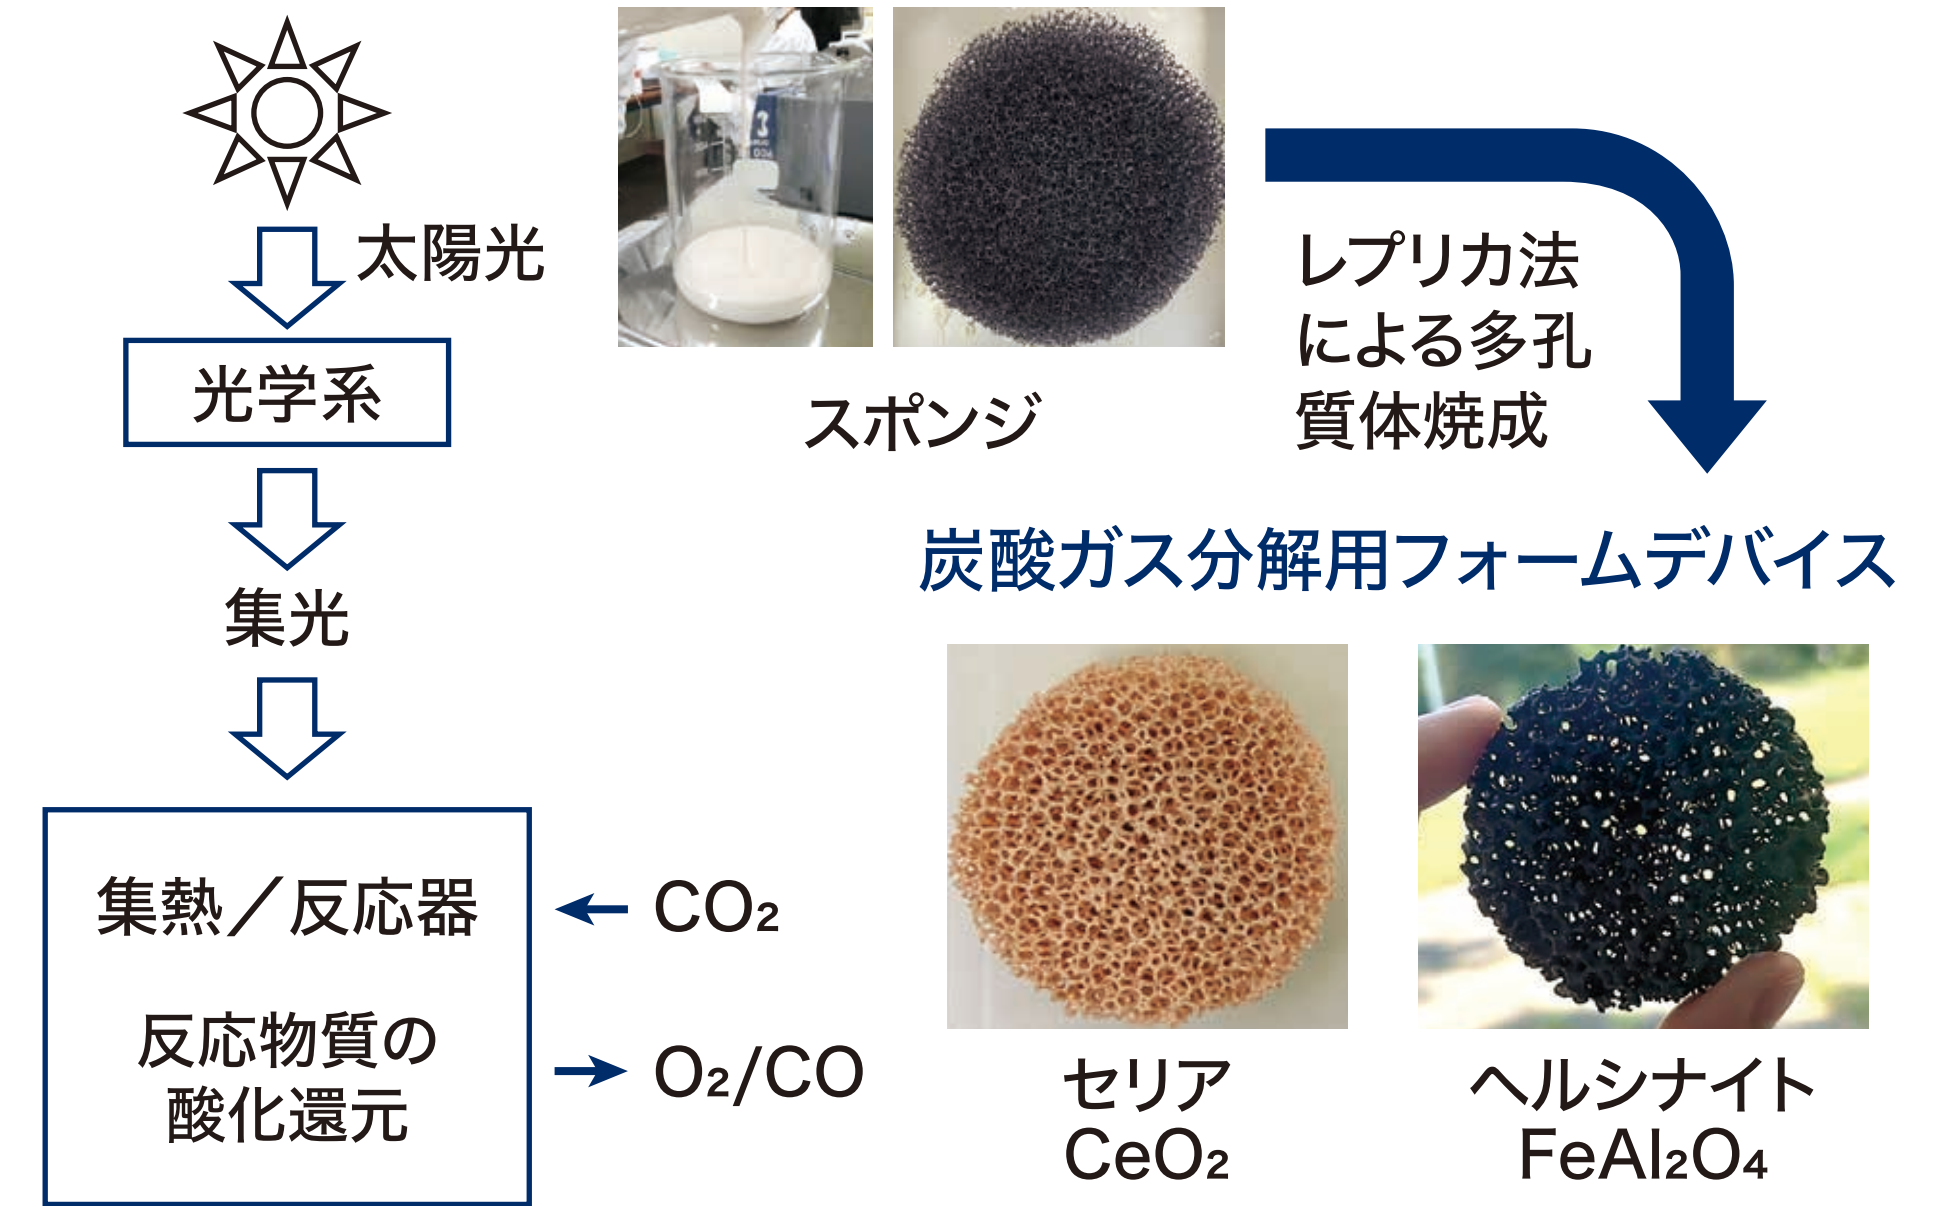 太陽光
光学系
集光
集熱／反応器
反応物質の
酸化還元
CO₂
O₂/CO
スポンジ
レプリカ法
による多孔
質体焼成
炭酸ガス分解用フォームデバイス
セリア
CeO₂
ヘルシナイト
FeAl₂O₄